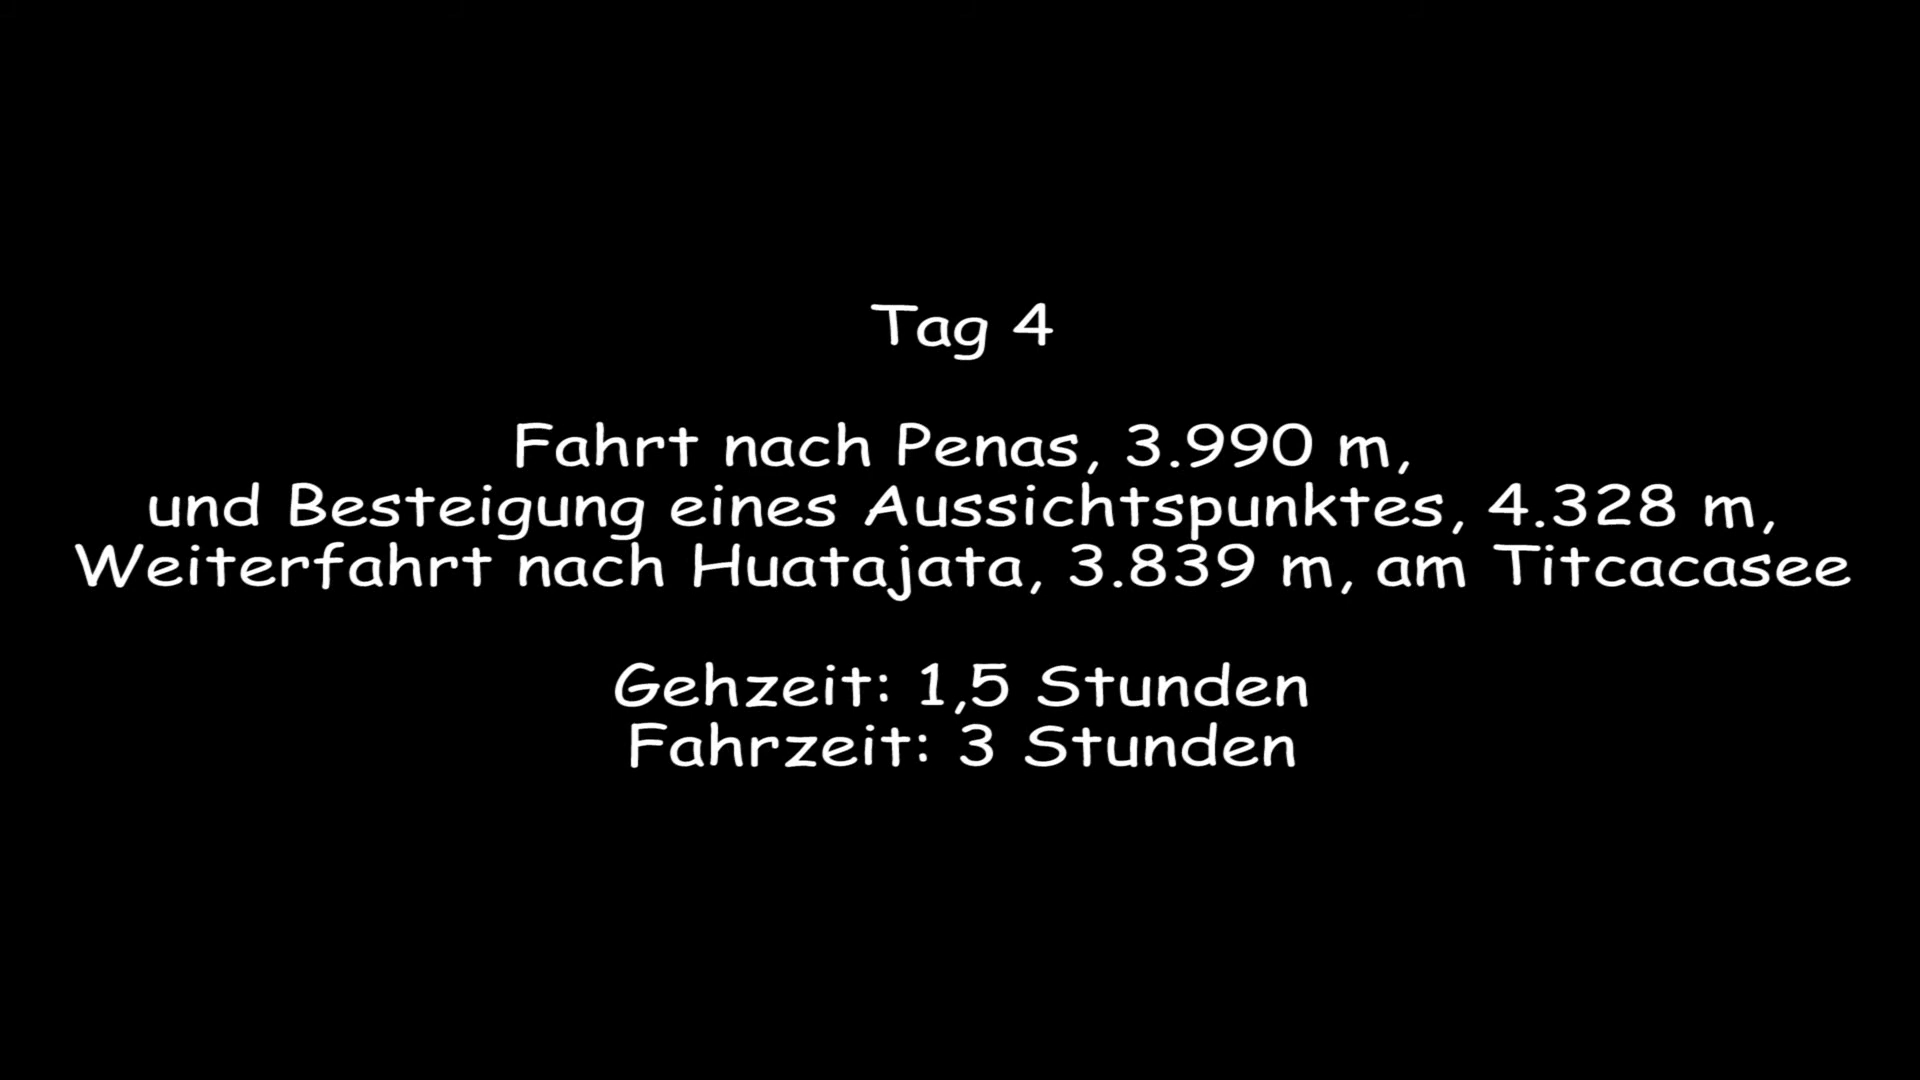 Tag 4
Fahrt nach Penas, 3.990 m,
und Besteigung eines Aussichtspunktes, 4.328 m,
Weiterfahrt nach Huatajata, 3.839 m, am Titcacasee
Gehzeit: 1,5 Stunden
Fahrzeit: 3 Stunden